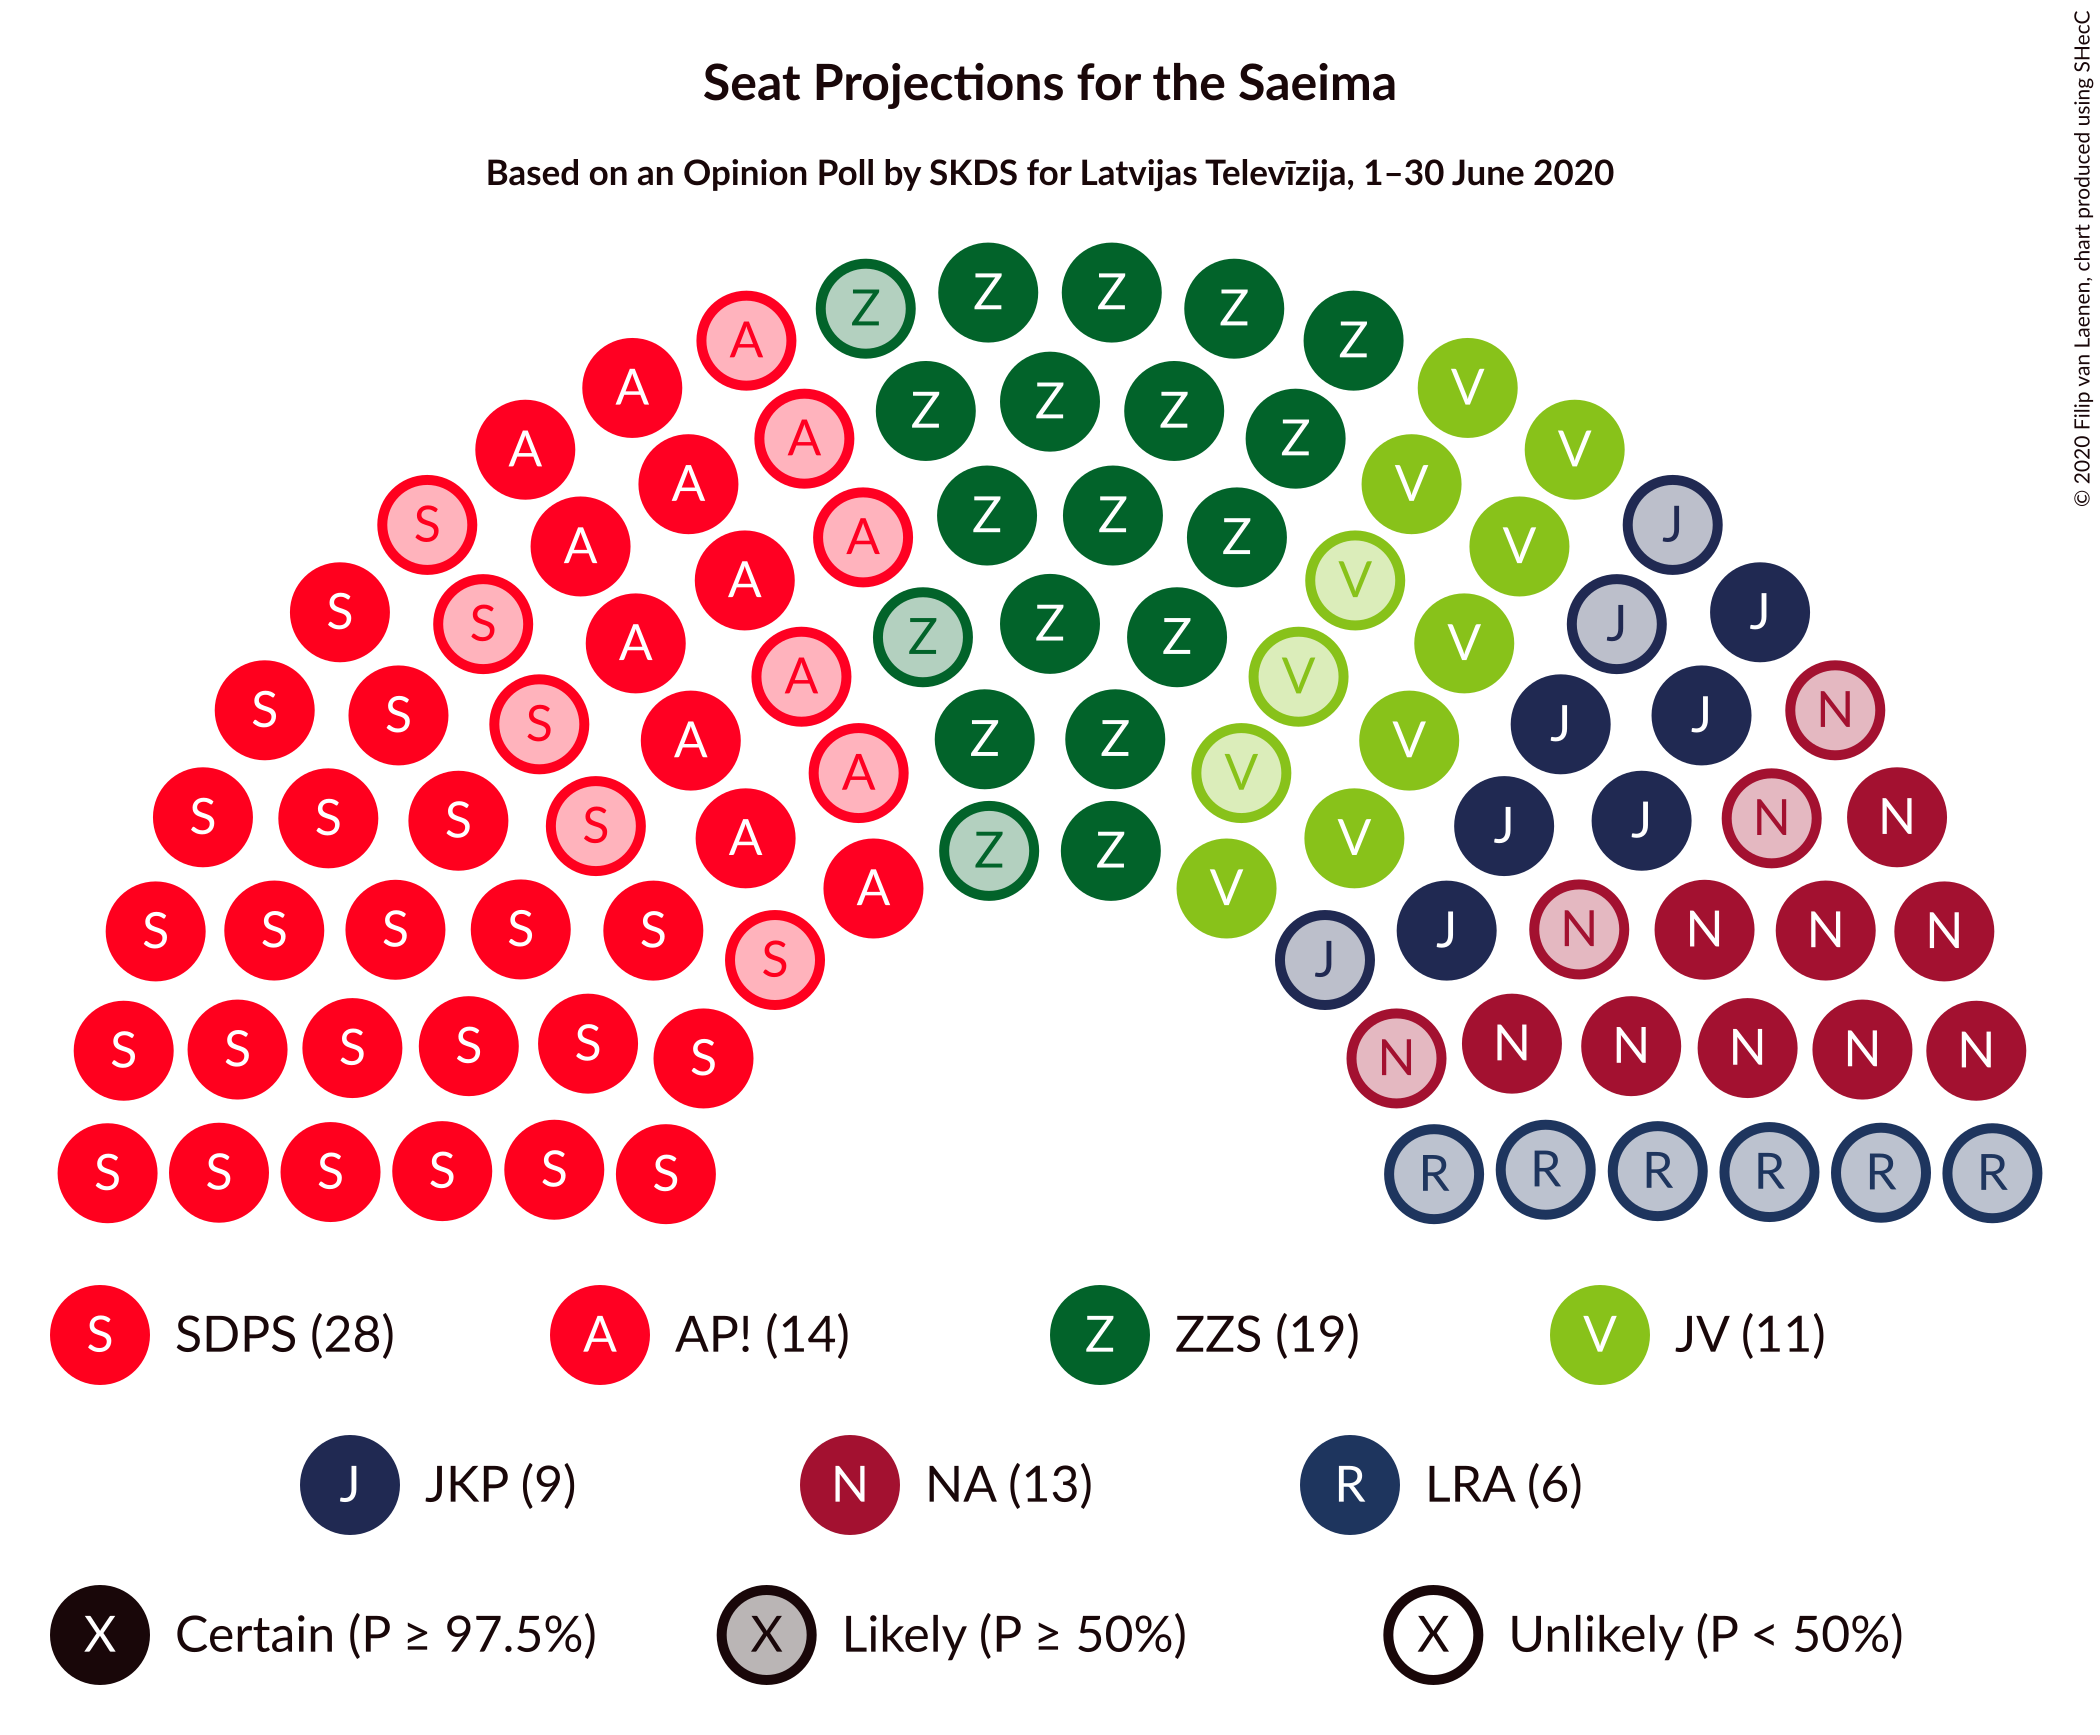 Seat Projections for the Saeima
Based on an Opinion Poll by SKDS for Latvijas Televīzija, 1–30 June 2020
© 2020 Filip van Laenen, chart produced using SHecC
Z Z Z Z Z
A A
A V
A V
Z Z Z Z
A A V
A V
S J
Z Z Z
A A V
A V
S S J J
Z Z Z
A A V V
S S S J J N
Z Z
A A V V
S S S S J J N N
Z Z
A V
S S S S S S J J N N N N
S S S S S S N N N N N N
S S S S S S R R R R R R
S SDPS (28) A AP! (14) Z ZZS (19) V JV (11)
J JKP (9) N NA (13) R LRA (6)
X Certain (P ≥ 97.5%) X Likely (P ≥ 50%) X Unlikely (P < 50%)